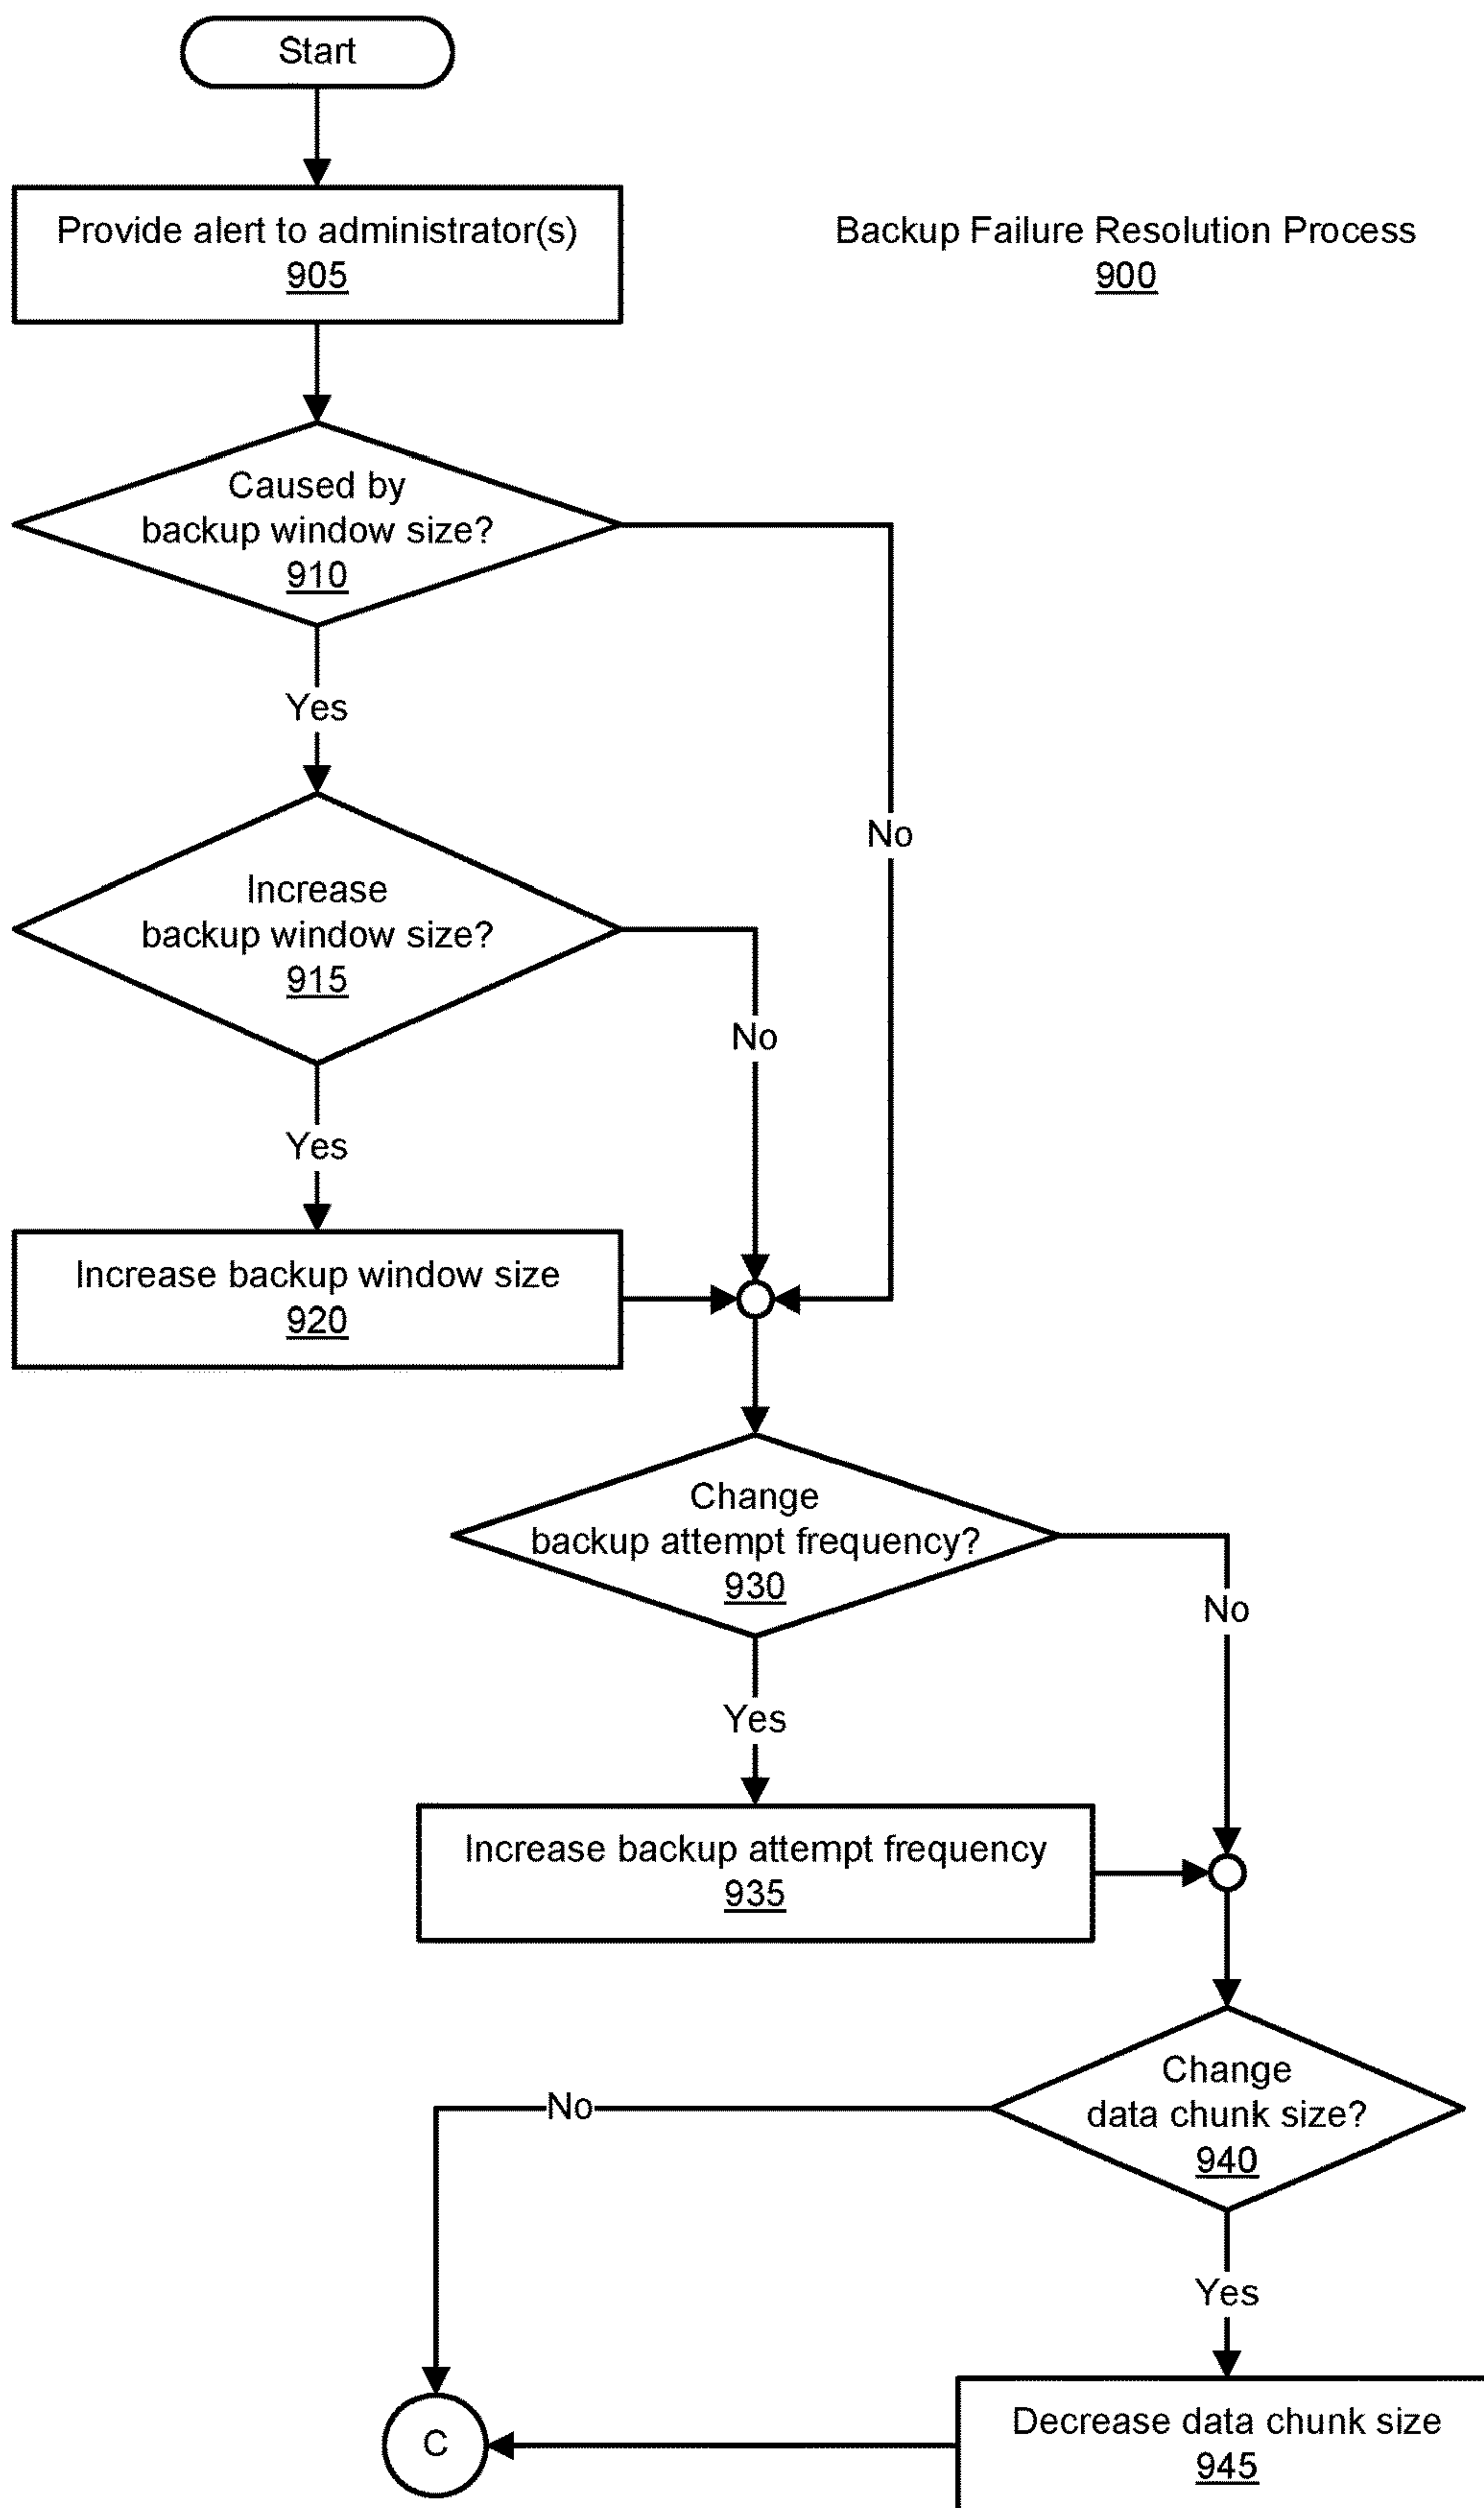 Start
Provide alert to administrator(s)
905
Backup Failure Resolution Process
900
Caused by
backup window size?
910
Yes
No
Increase
backup window size?
915
No
Yes
Increase backup window size
920
Change
backup attempt frequency?
930
No
Yes
Increase backup attempt frequency
935
Change
data chunk size?
940
No
Yes
Decrease data chunk size
945
C